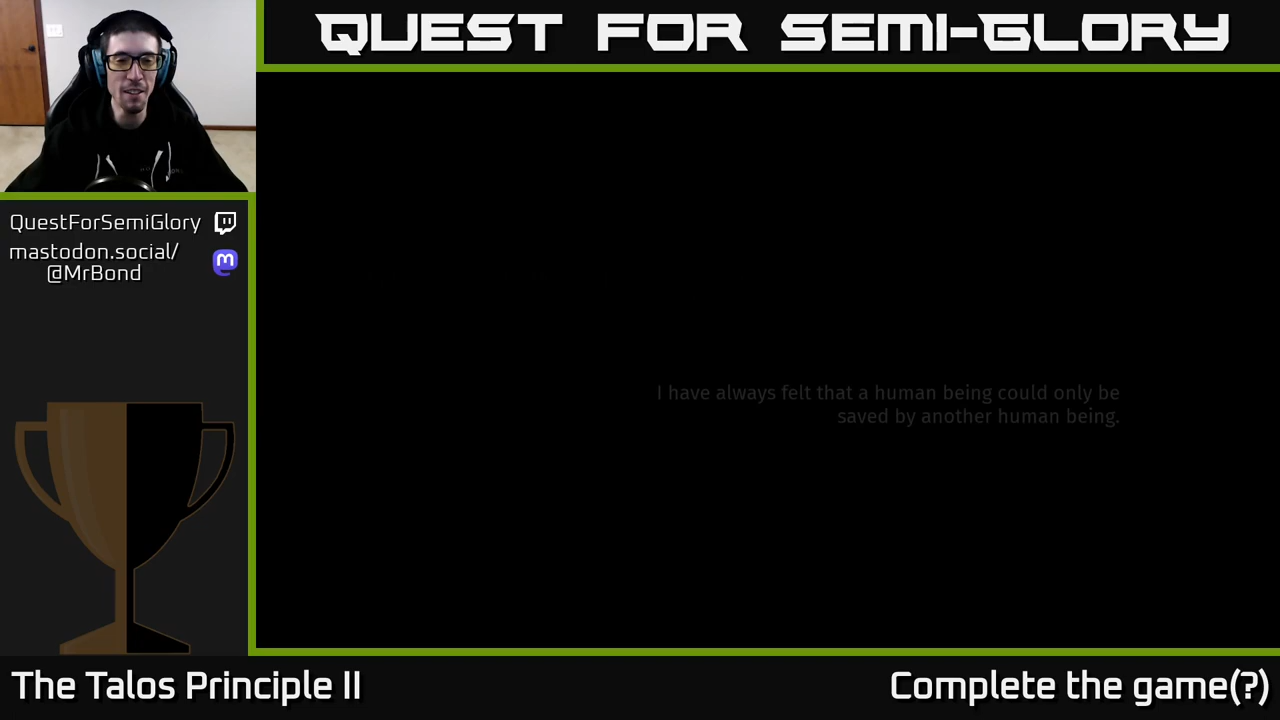 QUEST FOR SEMI-GLORY
QuestForSemiGlory
mastodon.social/
@MrBond
I have always felt that a human being could only be
saved by another human being.
The Talos Principle II
Complete the game(?)